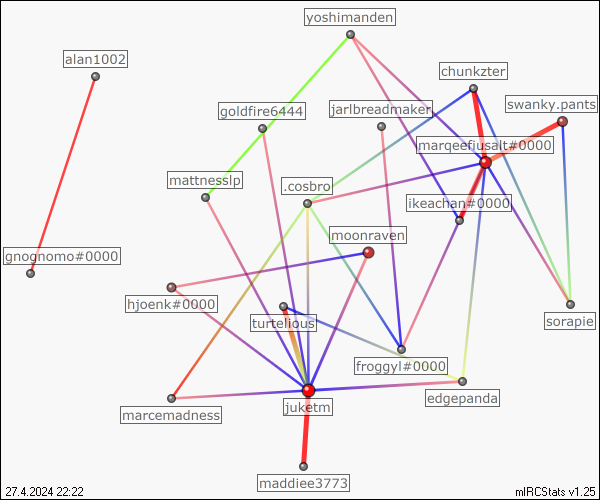 yoshimanden
alan1002
chunkzter
swanky.pants
goldfire6444
jarlbreadmaker
marqeefiusalt#0000
mattnesslp
.cosbro
ikeachan#0000
moonraven
gnognomo#0000
hjoenk#0000
turtelious
sorapie
froggyl#0000
edgepanda
juketm
marcemadness
maddiee3773
27.4.2024 22:22
mIRCStats v1.25